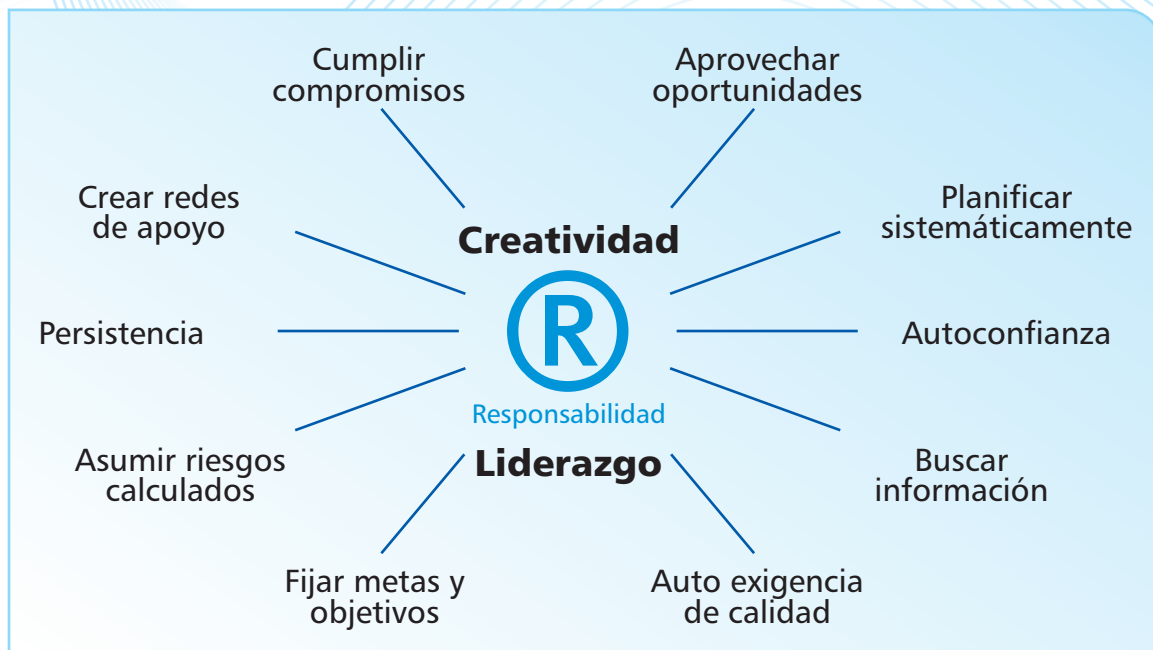 Cumplir
compromisos
Aprovechar
oportunidades
Crear redes
de apoyo
Planificar
sistemáticamente
Creatividad
R
Persistencia
Autoconfianza
Responsabilidad
Liderazgo
Asumir riesgos
calculados
Buscar
información
Fijar metas y
objetivos
Auto exigencia
de calidad